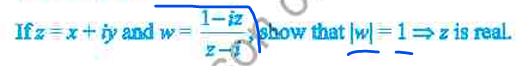 If z = x + iy and w = (1 − iz)/(z − i), show that |w| = 1 ⇒ z is real.